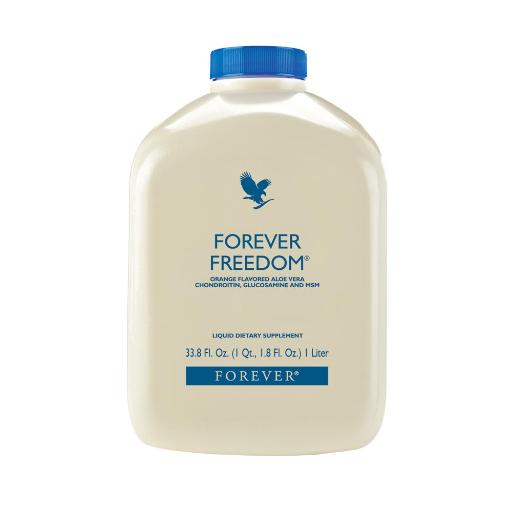 FOREVER
FREEDOM®
ORANGE FLAVORED ALOE VERA
CHONDROITIN, GLUCOSAMINE AND MSM
LIQUID DIETARY SUPPLEMENT
33.8 Fl. Oz. (1 Qt., 1.8 Fl. Oz.) 1 Liter
FOREVER®